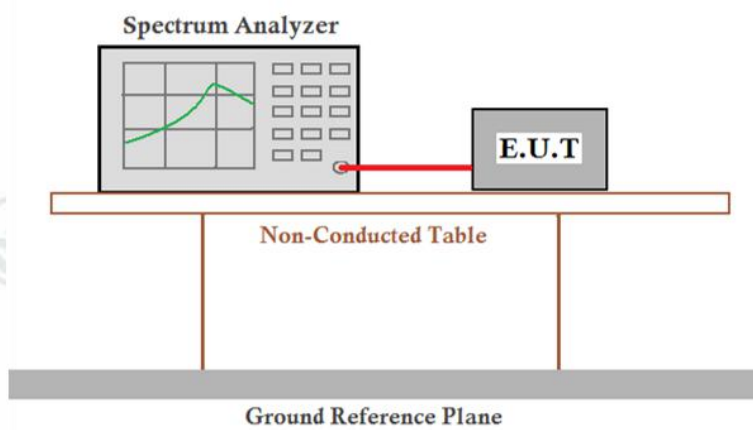 Spectrum Analyzer
E.U.T
Non-Conducted Table
Ground Reference Plane